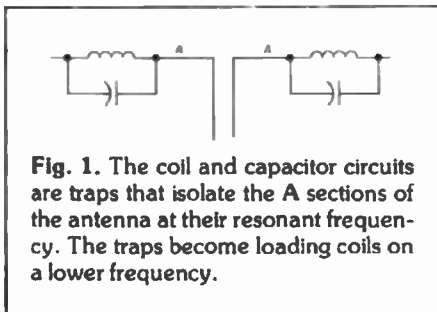 A A
Fig. 1. The coil and capacitor circuits
are traps that isolate the A sections of
the antenna at their resonant frequen-
cy. The traps become loading coils on
a lower frequency.